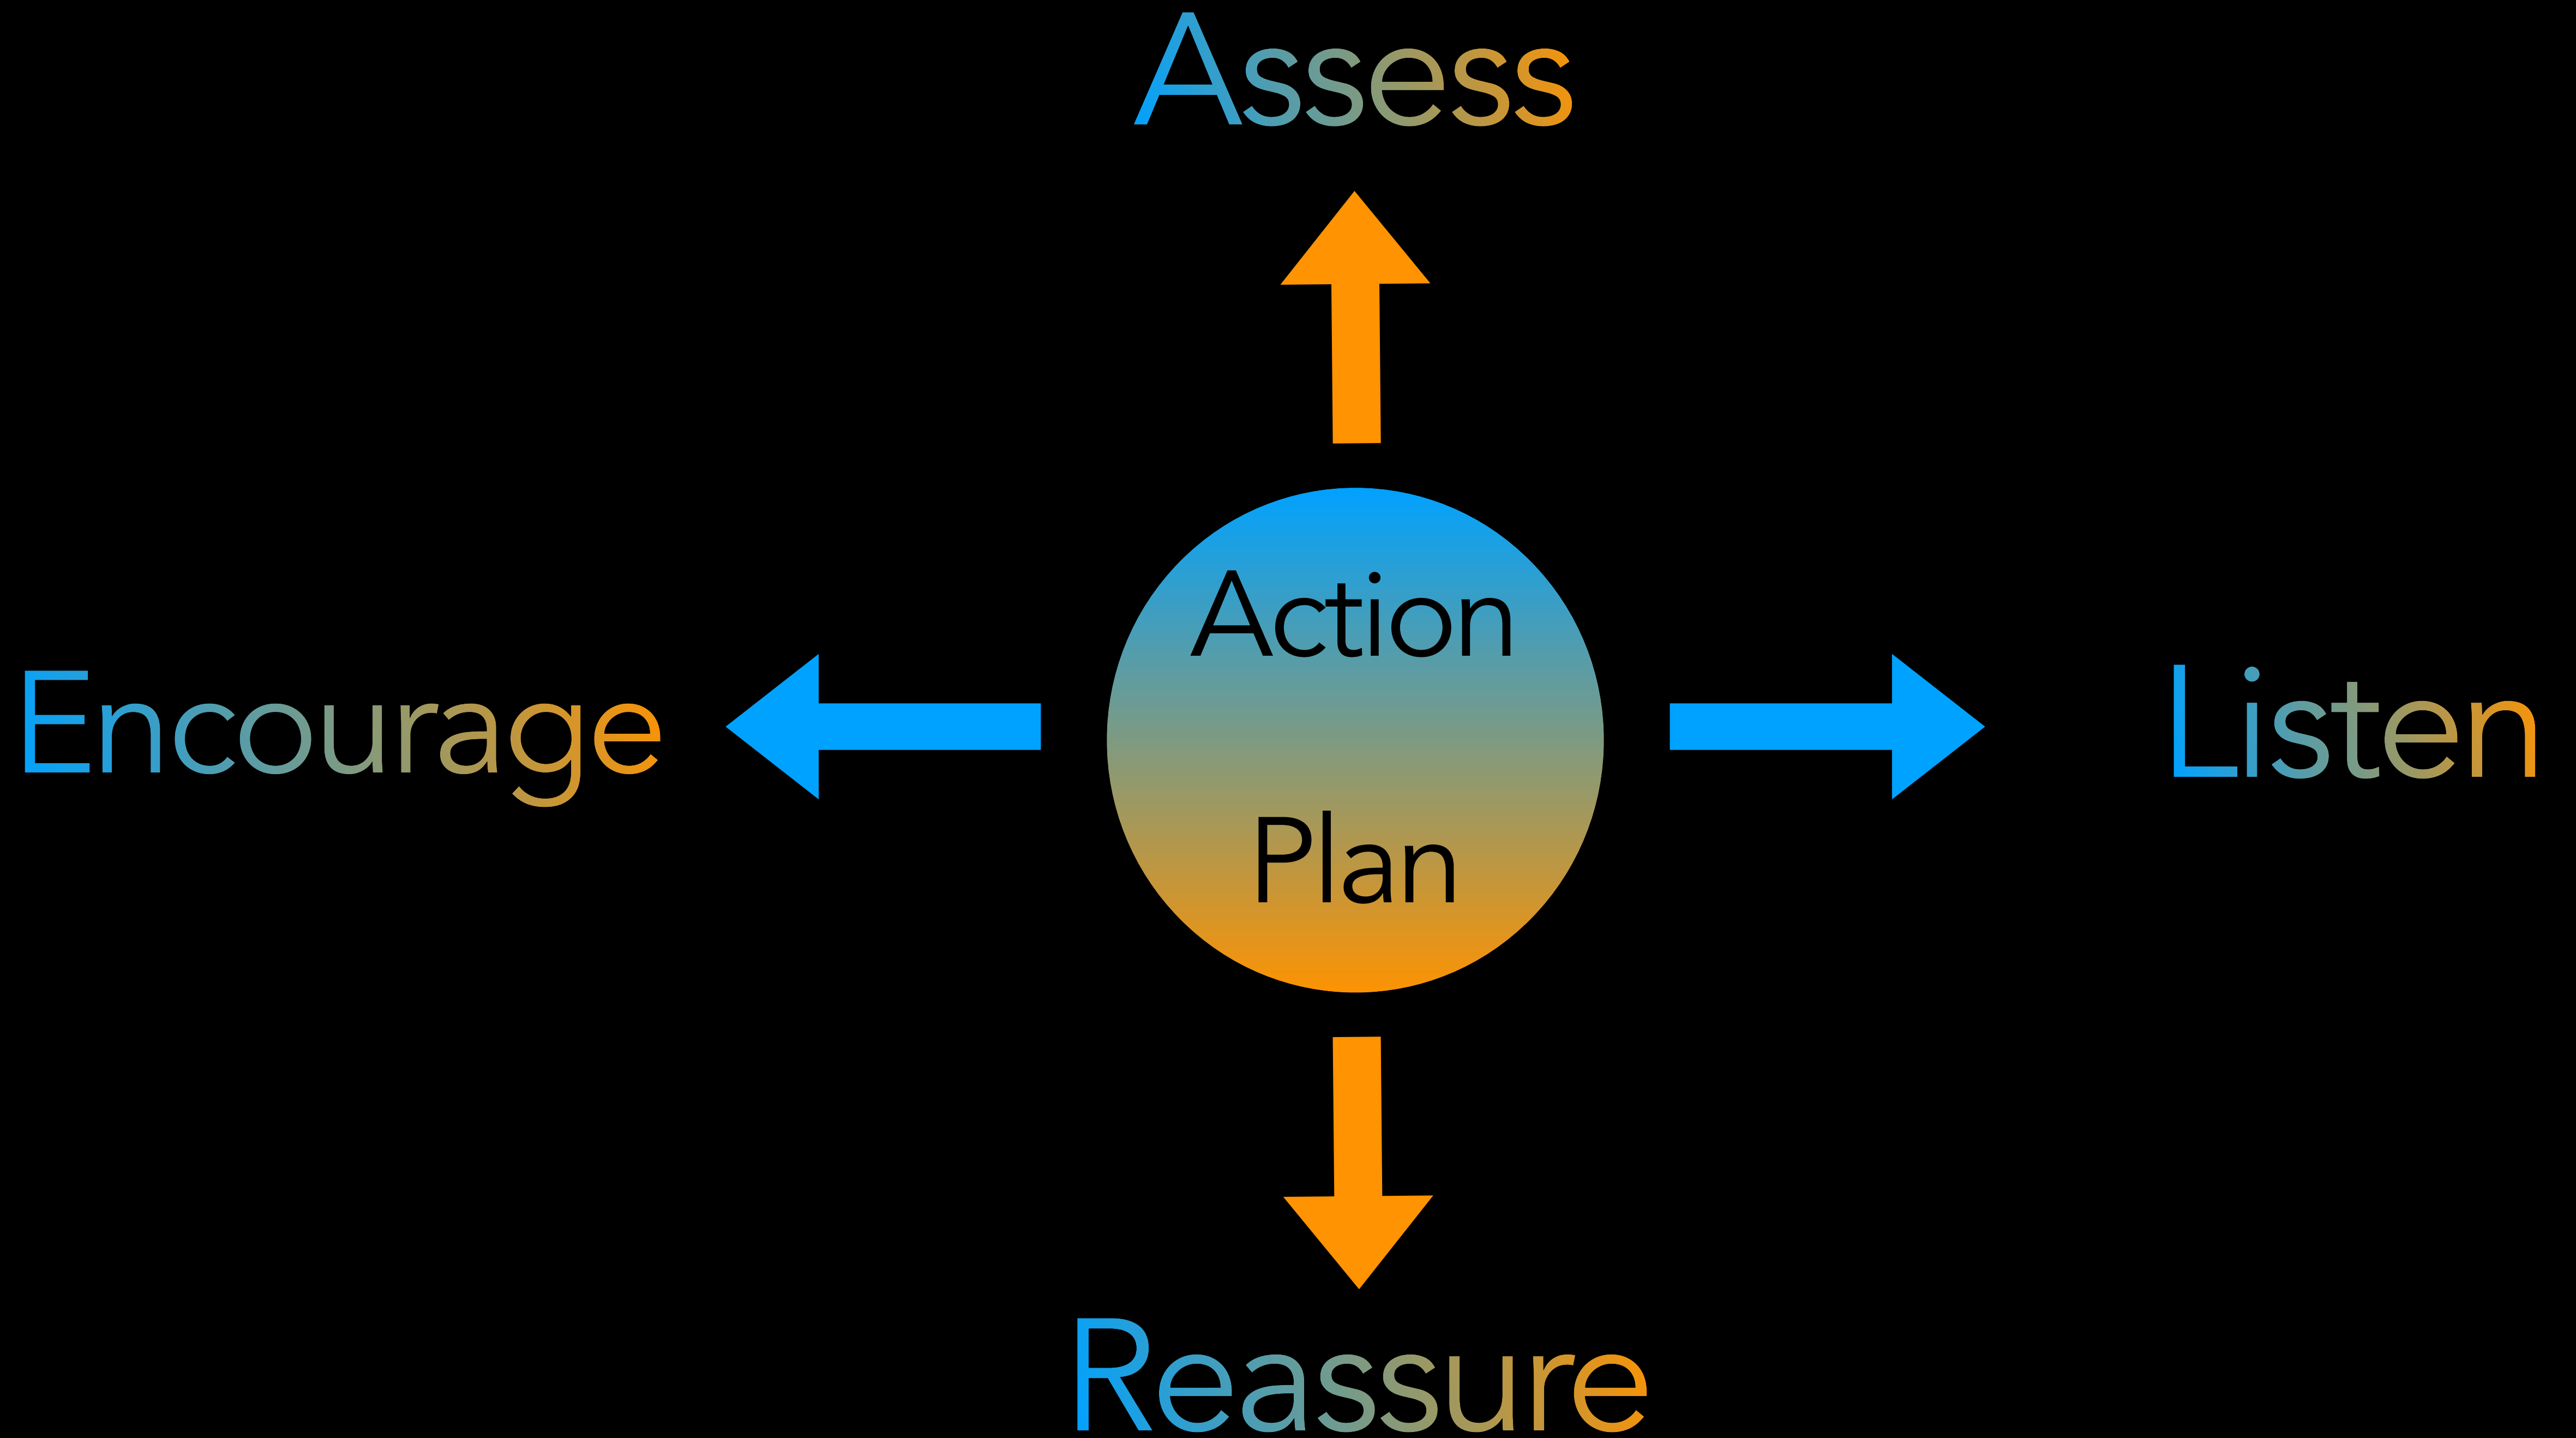 Assess
Action
Encourage
Listen
Plan
Reassure